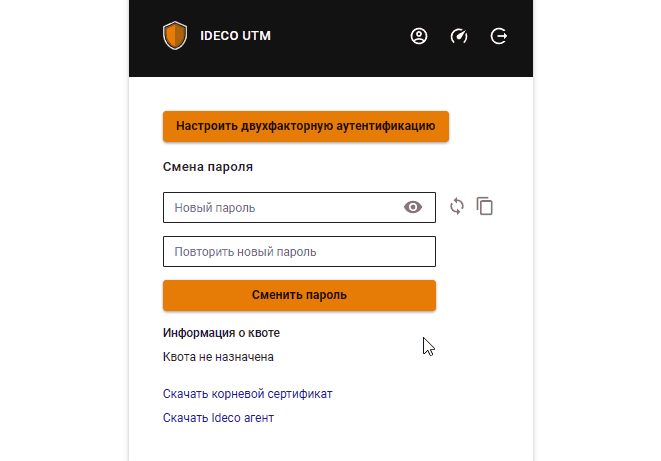 IDECO UTM
Настроить двухфакторную аутентификацию
Смена пароля
Новый пароль
Повторить новый пароль
Сменить пароль
Информация о квоте
Квота не назначена
Скачать корневой сертификат
Скачать Ideco агент